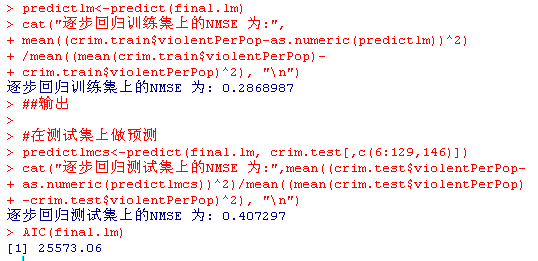 > predictlm<-predict(final.lm)
> cat("逐步回归训练集上的NMSE 为:",
+ mean((crim.train$violentPerPop-as.numeric(predictlm))^2)
+ /mean((mean(crim.train$violentPerPop)-
+ crim.train$violentPerPop)^2), "\n")
逐步回归训练集上的NMSE 为: 0.2868987
> ##输出
>
> #在测试集上做预测
> predictlmcs<-predict(final.lm, crim.test[,c(6:129,146)])
> cat("逐步回归测试集上的NMSE 为:",mean((crim.test$violentPerPop-
+ as.numeric(predictlmcs))^2)/mean((mean(crim.test$violentPerPop)
+ -crim.test$violentPerPop)^2), "\n")
逐步回归测试集上的NMSE 为: 0.407297
> AIC(final.lm)
[1] 25573.06